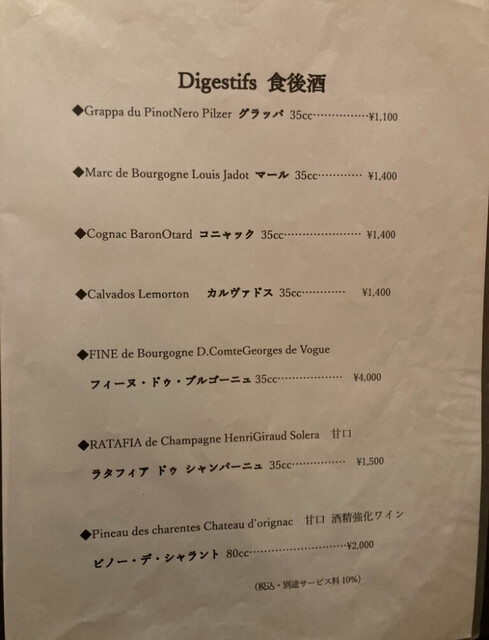 Digestifs 食後酒
◆Grappa du PinotNero Pilzer グラッパ 35cc……………¥1,100
◆Marc de Bourgogne Louis Jadot マール 35cc………… ¥1,400
◆Cognac BaronOtard コニャック 35cc………………… ¥1,400
◆Calvados Lemorton カルヴァドス 35cc………… ¥1,400
◆FINE de Bourgogne D.ComteGeorges de Vogue
フィーヌ・ドゥ・ブルゴーニュ 35cc……………… ¥4,000
◆RATAFIA de Champagne HenriGiraud Solera 甘口
ラタフィア ドゥ シャンパーニュ 35cc…………… ¥1,500
◆Pineau des charentes Chateau d'orignac 甘口 酒精強化ワイン
ピノー・デ・シャラント 80cc………………………¥2,000
(税込・別途サービス料 10%)